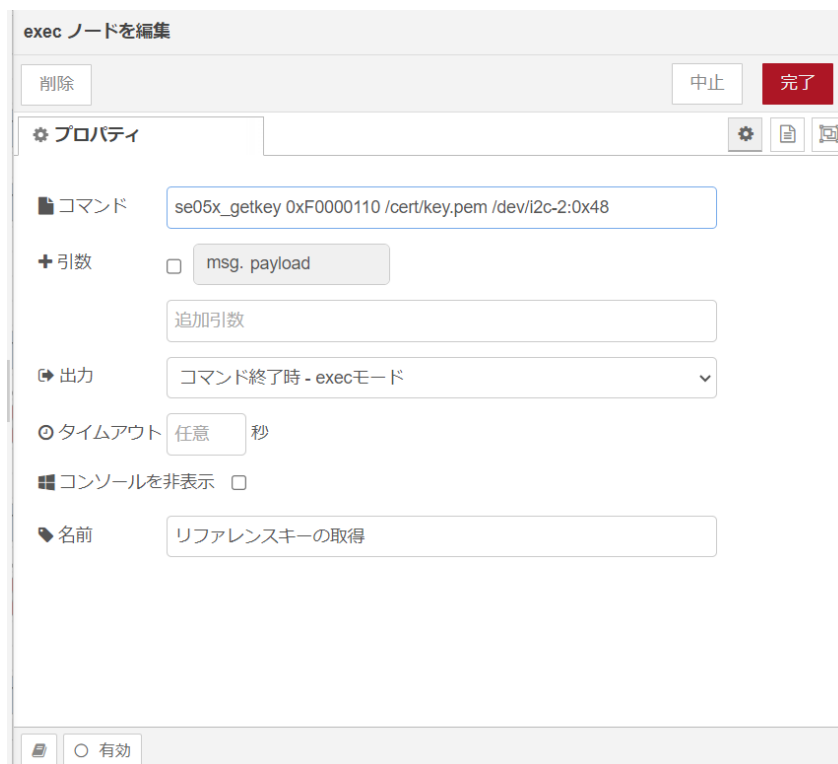 exec ノードを編集
削除
中止
完了
プロパティ
コマンド
se05x_getkey 0xF0000110 /cert/key.pem /dev/i2c-2:0x48
引数
msg. payload
追加引数
出力
コマンド終了時 - execモード
タイムアウト
任意
秒
コンソールを非表示
名前
リファレンスキーの取得
有効